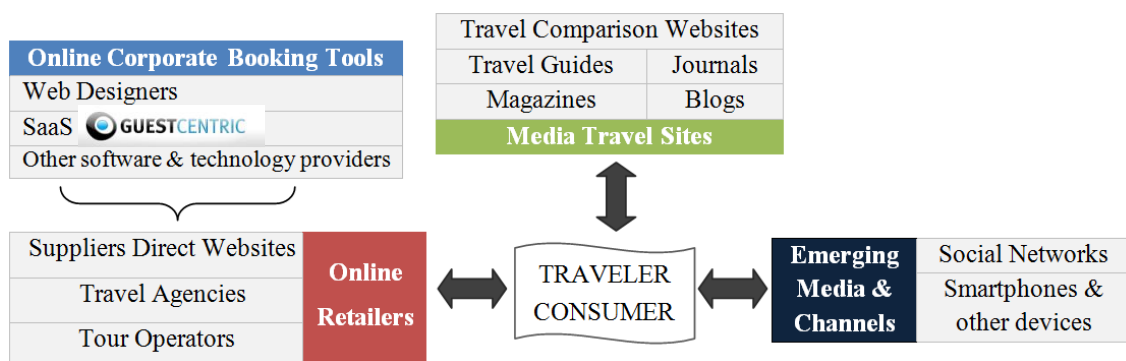 Online Corporate Booking Tools
Web Designers
SaaS GUESTCENTRIC
Other software & technology providers
Travel Comparison Websites
Travel Guides Journals
Magazines Blogs
Media Travel Sites
Suppliers Direct Websites
Travel Agencies
Tour Operators
Online
Retailers
TRAVELER
CONSUMER
Emerging
Media &
Channels
Social Networks
Smartphones &
other devices